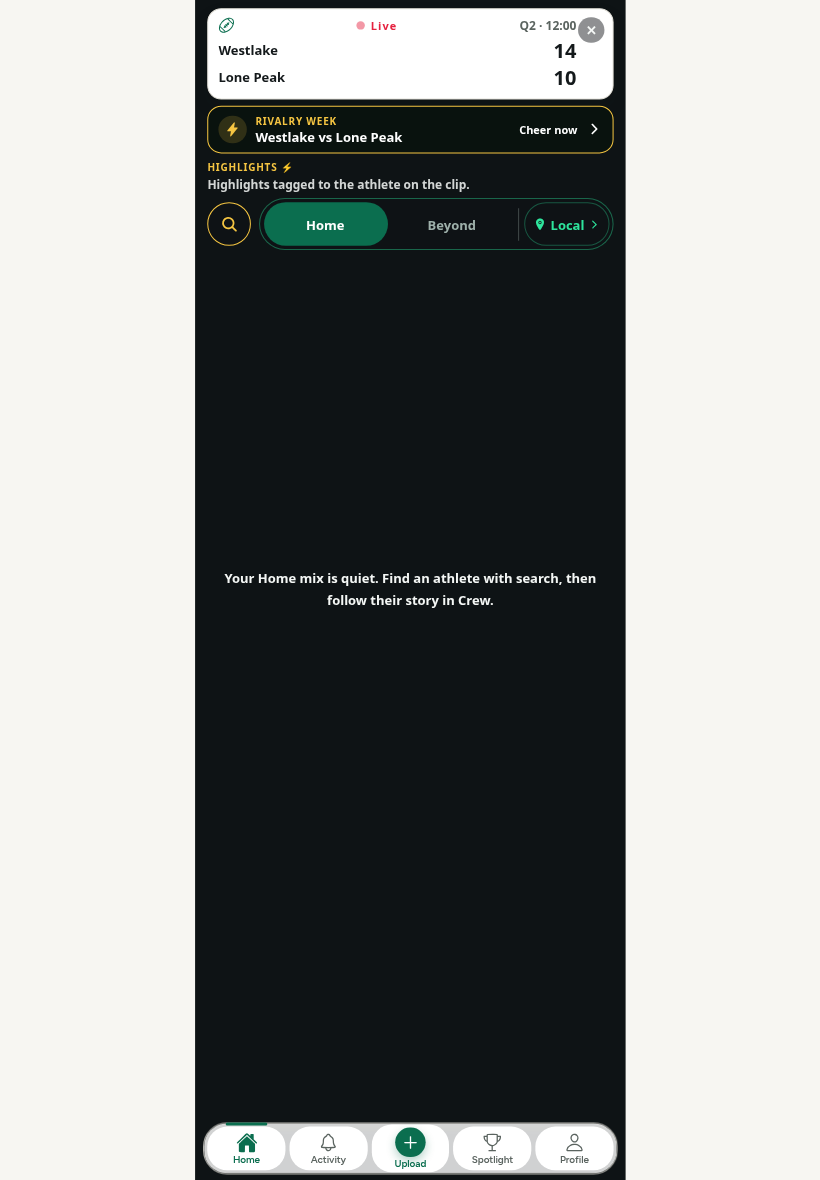 Live
Q2 · 12:00
Westlake
14
Lone Peak
10
RIVALRY WEEK
Westlake vs Lone Peak
Cheer now
HIGHLIGHTS ⚡
Highlights tagged to the athlete on the clip.
Home
Beyond
Local
Your Home mix is quiet. Find an athlete with search, then
follow their story in Crew.
Home
Activity
Upload
Spotlight
Profile